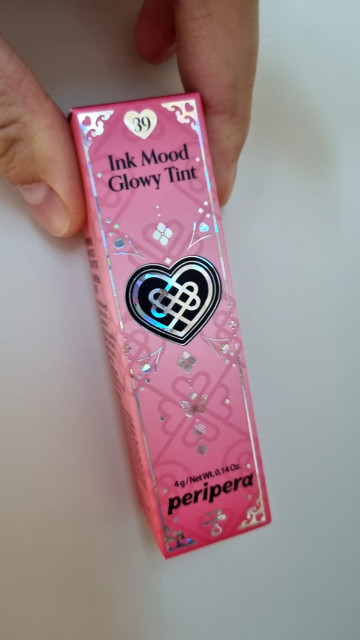 39
Ink Mood
Glowy Tint
4 g / Net Wt. 0.14 Oz.
peripera